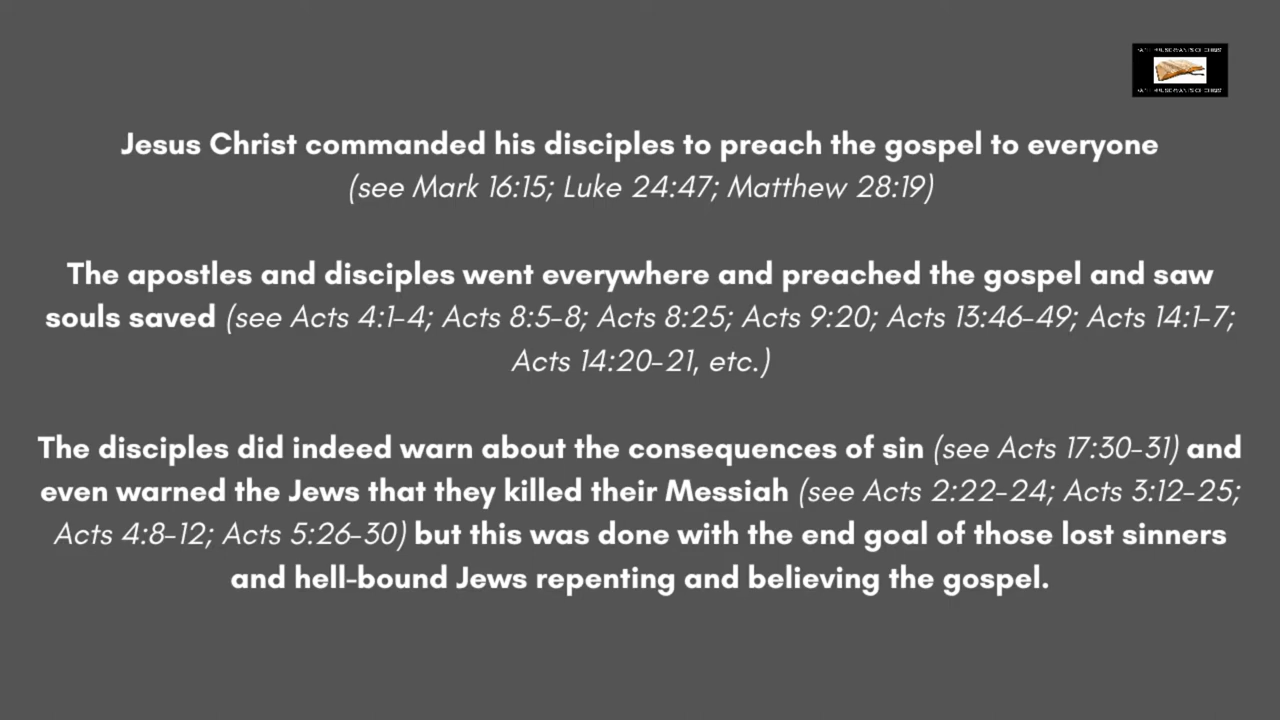 Jesus Christ commanded his disciples to preach the gospel to everyone
(see Mark 16:15; Luke 24:47; Matthew 28:19)
The apostles and disciples went everywhere and preached the gospel and saw
souls saved (see Acts 4:1-4; Acts 8:5-8; Acts 8:25; Acts 9:20; Acts 13:46-49; Acts 14:1-7;
Acts 14:20-21, etc.)
The disciples did indeed warn about the consequences of sin (see Acts 17:30-31) and
even warned the Jews that they killed their Messiah (see Acts 2:22-24; Acts 3:12-25;
Acts 4:8-12; Acts 5:26-30) but this was done with the end goal of those lost sinners
and hell-bound Jews repenting and believing the gospel.